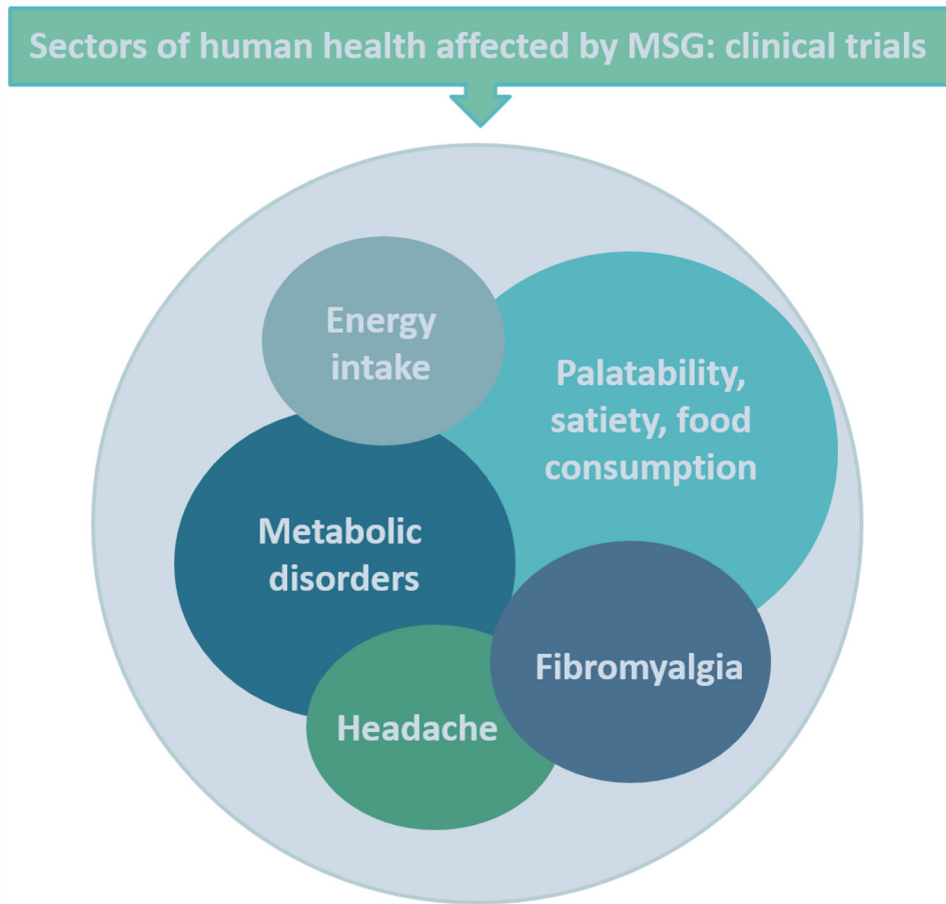 Sectors of human health affected by MSG: clinical trials
Energy
intake
Palatability,
satiety, food
consumption
Metabolic
disorders
Fibromyalgia
Headache